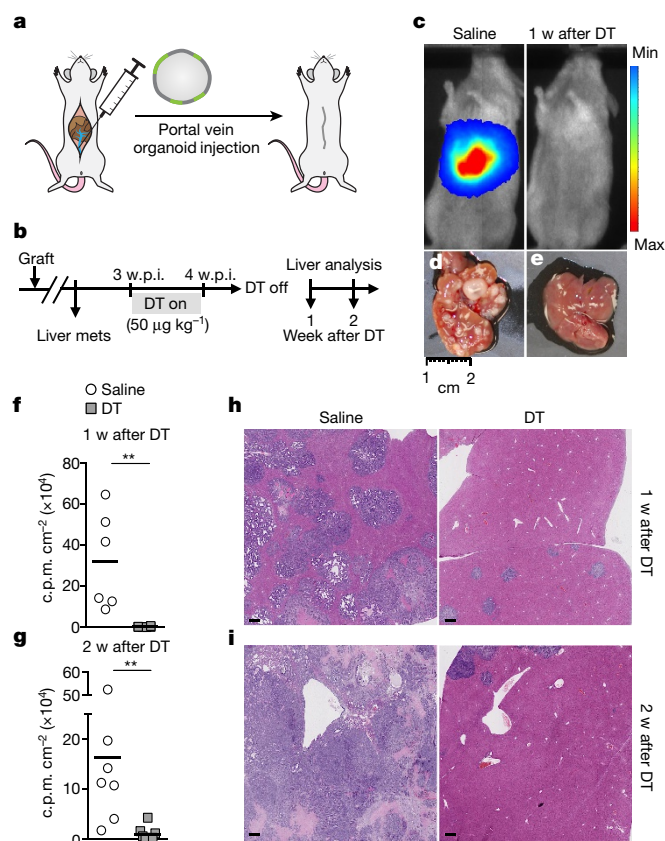 a
Portal vein
organoid injection
b
Graft
3 w.p.i.
4 w.p.i.
DT off
DT on
(50 µg kg⁻¹)
Liver mets
Liver analysis
1
2
Week after DT
c
Saline
1 w after DT
Min
Max
d
e
1
2
cm
f
Saline
DT
1 w after DT
**
c.p.m. cm⁻² (×10⁴)
80
60
40
20
0
g
2 w after DT
**
c.p.m. cm⁻² (×10⁴)
60
50
20
10
0
h
Saline
DT
1 w after DT
i
2 w after DT